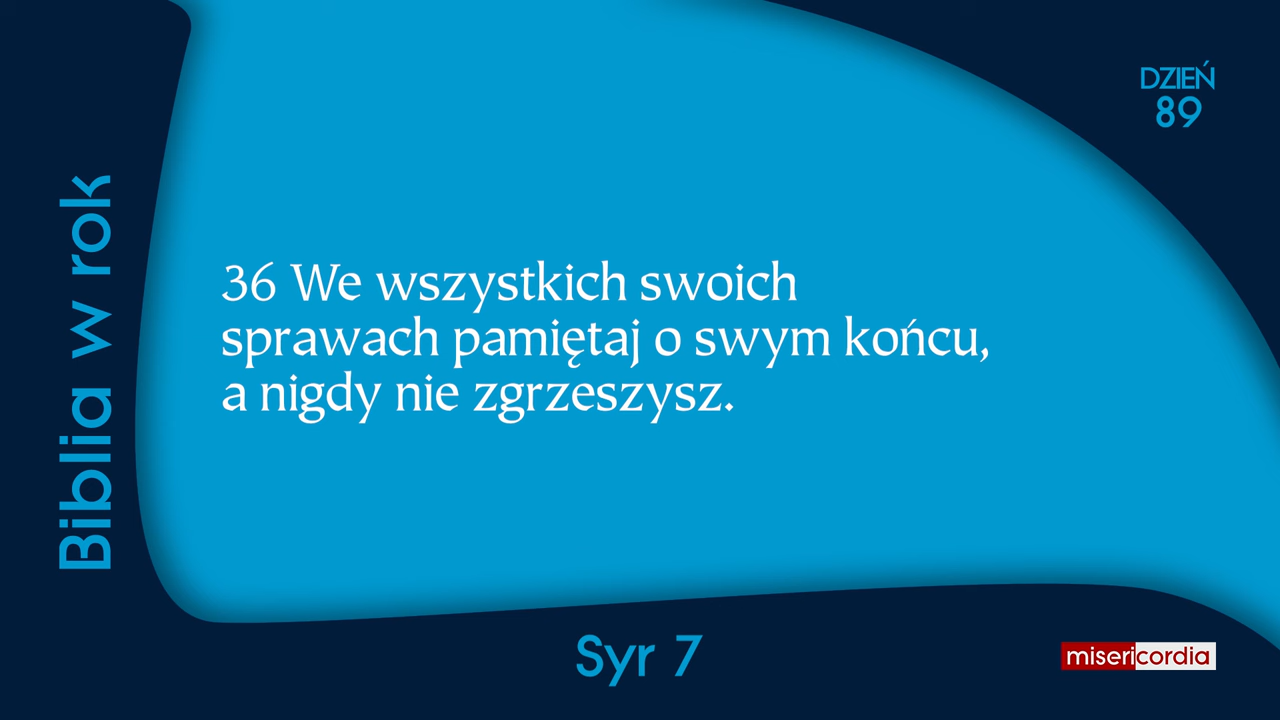 DZIEŃ
89
Biblia w rok
36 We wszystkich swoich
sprawach pamiętaj o swym końcu,
a nigdy nie zgrzeszysz.
Syr 7
misericordia